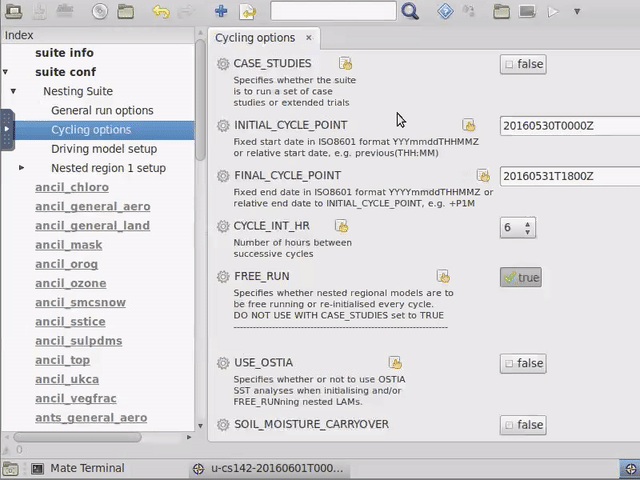 Index
suite info
suite conf
Nesting Suite
General run options
Cycling options
Driving model setup
Nested region 1 setup
ancil_chloro
ancil_general_aero
ancil_general_land
ancil_mask
ancil_orog
ancil_ozone
ancil_smcsnow
ancil_sstice
ancil_sulpdms
ancil_top
ancil_ukca
ancil_vegfrac
ants_general_aero
Cycling options ×
CASE_STUDIES
false
Specifies whether the suite
is to run a set of case
studies or extended trials
INITIAL_CYCLE_POINT
20160530T0000Z
Fixed start date in ISO8601 format YYYmmddTHHMMZ
or relative start date, e.g. previous(THH:MM)
FINAL_CYCLE_POINT
20160531T1800Z
Fixed end date in ISO8601 format YYYYmmddTHHMMZ or
relative end date to INITIAL_CYCLE_POINT, e.g. +P1M
CYCLE_INT_HR
6
Number of hours between
successive cycles
FREE_RUN
true
Specifies whether nested regional models are to
be free running or re-initialised every cycle.
DO NOT USE WITH CASE_STUDIES set to TRUE
USE_OSTIA
false
Specifies whether or not to use OSTIA
SST analyses when initialising and/or
FREE_RUNning nested LAMs.
SOIL_MOISTURE_CARRYOVER
false
0
Mate Terminal
u-cs142-20160601T000...